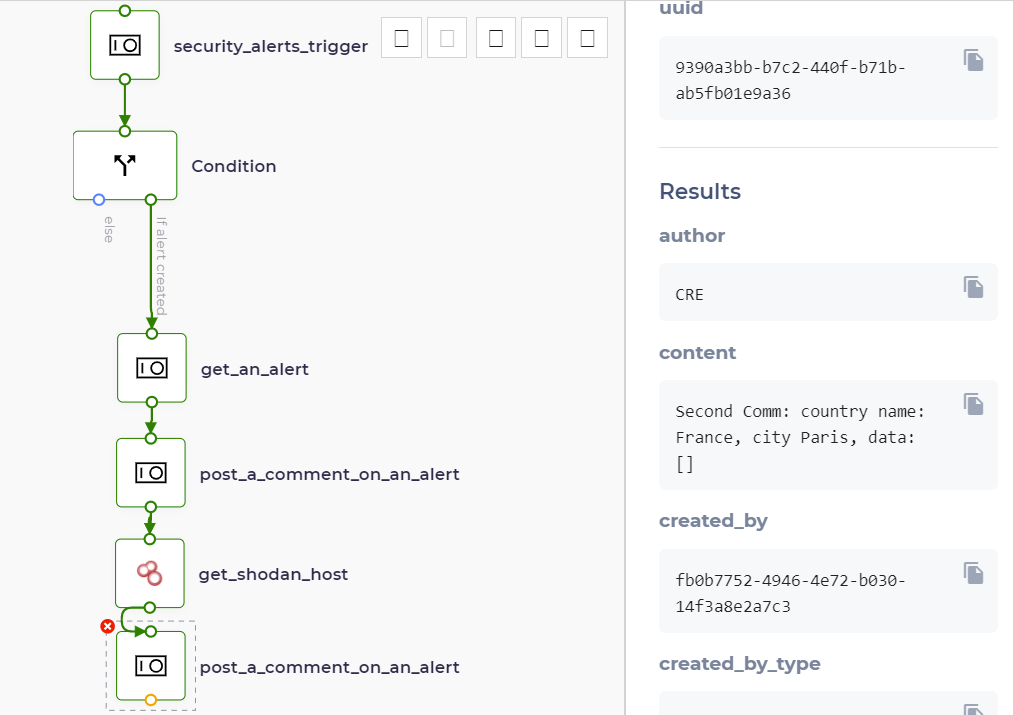 security_alerts_trigger
Condition
else
if alert created
get_an_alert
post_a_comment_on_an_alert
get_shodan_host
post_a_comment_on_an_alert
uuid
9390a3bb-b7c2-440f-b71b-
ab5fb01e9a36
Results
author
CRE
content
Second Comm: country name:
France, city Paris, data:
[]
created_by
fb0b7752-4946-4e72-b030-
14f3a8e2a7c3
created_by_type